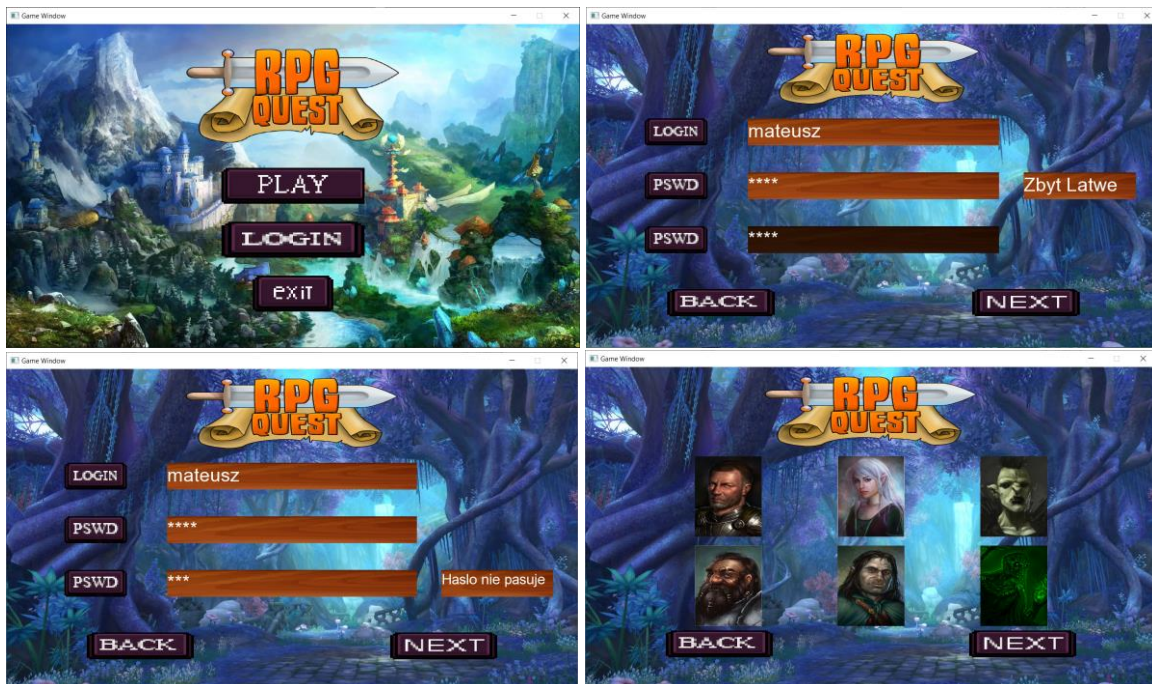 Game Window
RPG
QUEST
PLAY
LOGIN
exit
Game Window
RPG
QUEST
LOGIN mateusz
PSWD **** Zbyt Latwe
PSWD ****
BACK NEXT
Game Window
RPG
QUEST
LOGIN mateusz
PSWD ****
PSWD *** Haslo nie pasuje
BACK NEXT
Game Window
RPG
QUEST
BACK NEXT